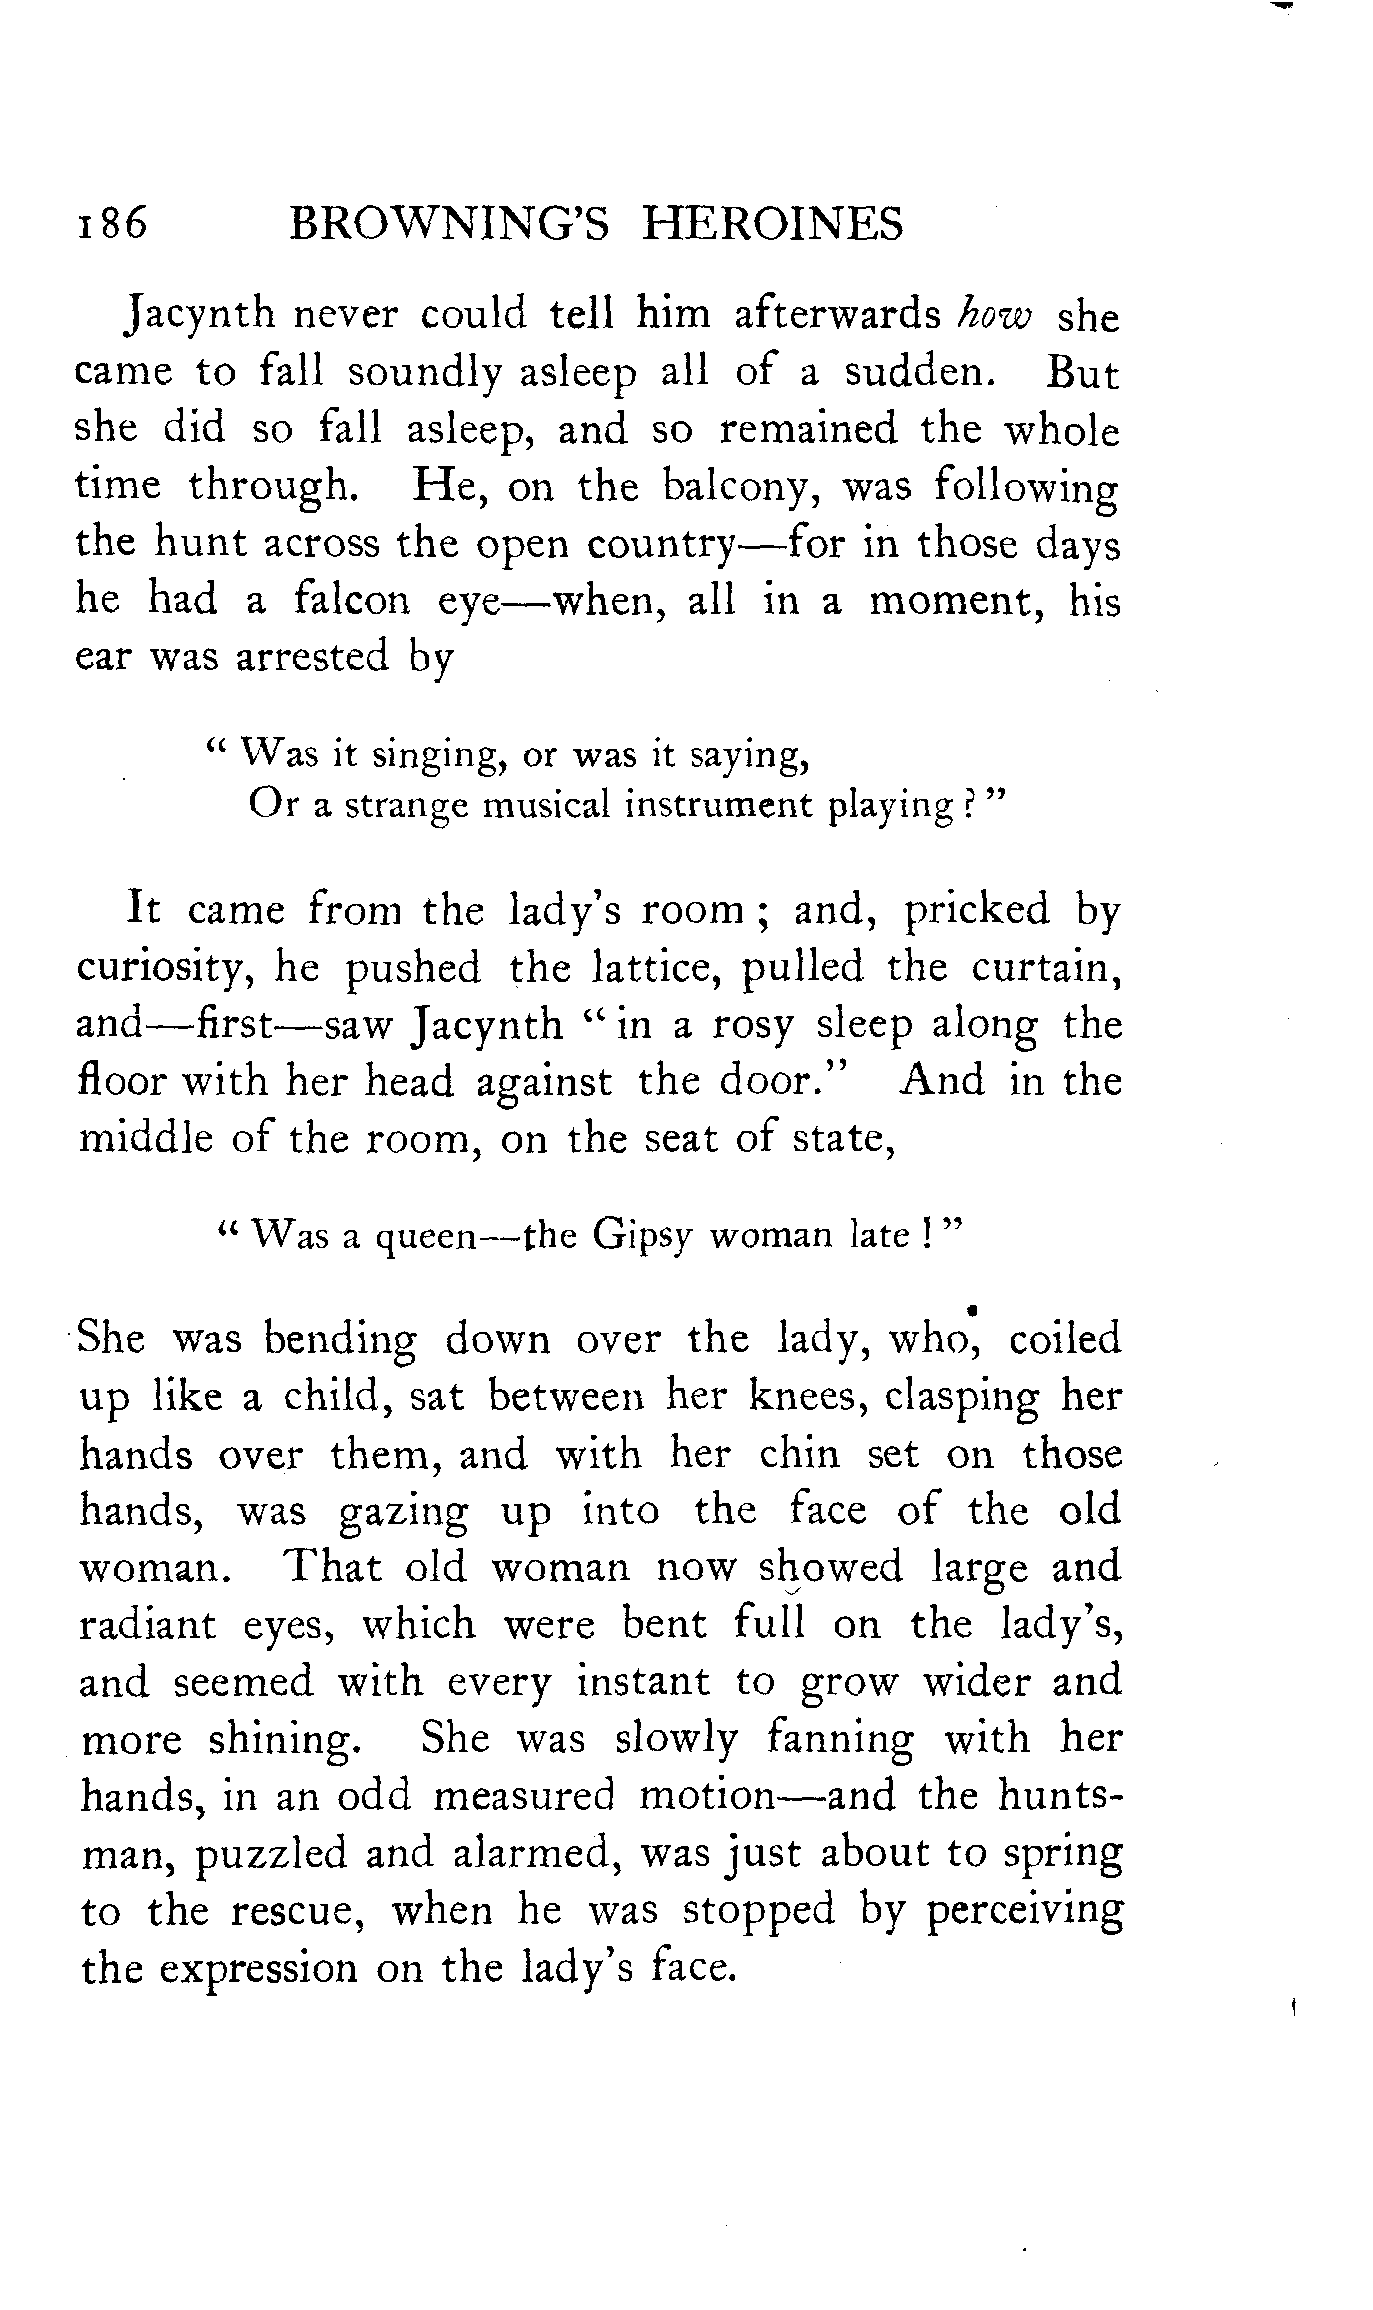 186 BROWNING'S HEROINES
Jacynth never could tell him afterwards how she
came to fall soundly asleep all of a sudden. But
she did so fall asleep, and so remained the whole
time through. He, on the balcony, was following
the hunt across the open country—for in those days
he had a falcon eye—when, all in a moment, his
ear was arrested by
“ Was it singing, or was it saying,
Or a strange musical instrument playing ? ”
It came from the lady's room ; and, pricked by
curiosity, he pushed the lattice, pulled the curtain,
and—first—saw Jacynth “ in a rosy sleep along the
floor with her head against the door.” And in the
middle of the room, on the seat of state,
“ Was a queen—the Gipsy woman late ! ”
She was bending down over the lady, who, coiled
up like a child, sat between her knees, clasping her
hands over them, and with her chin set on those
hands, was gazing up into the face of the old
woman. That old woman now showed large and
radiant eyes, which were bent full on the lady's,
and seemed with every instant to grow wider and
more shining. She was slowly fanning with her
hands, in an odd measured motion—and the hunts-
man, puzzled and alarmed, was just about to spring
to the rescue, when he was stopped by perceiving
the expression on the lady's face.